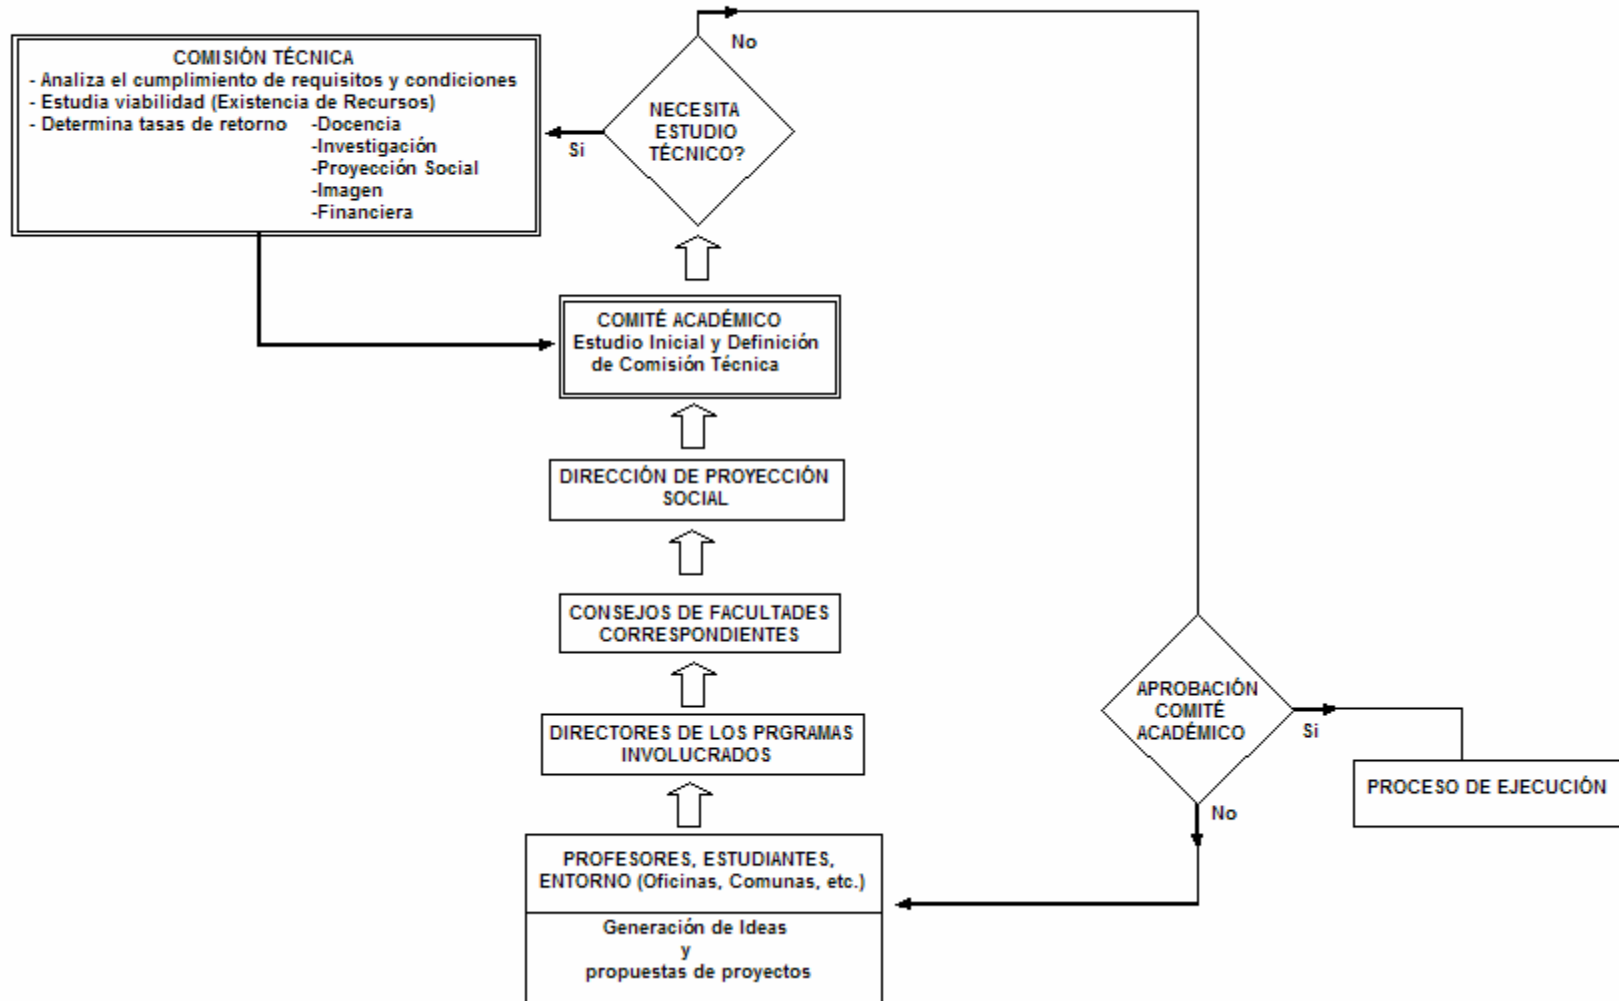 COMISIÓN TÉCNICA
- Analiza el cumplimiento de requisitos y condiciones
- Estudia viabilidad (Existencia de Recursos)
- Determina tasas de retorno -Docencia
-Investigación
-Proyección Social
-Imagen
-Financiera
No
NECESITA
ESTUDIO
TÉCNICO?
Si
COMITÉ ACADÉMICO
Estudio Inicial y Definición
de Comisión Técnica
DIRECCIÓN DE PROYECCIÓN
SOCIAL
CONSEJOS DE FACULTADES
CORRESPONDIENTES
DIRECTORES DE LOS PRGRAMAS
INVOLUCRADOS
PROFESORES, ESTUDIANTES,
ENTORNO (Oficinas, Comunas, etc.)
Generación de Ideas
y
propuestas de proyectos
APROBACIÓN
COMITÉ
ACADÉMICO
Si
No
PROCESO DE EJECUCIÓN